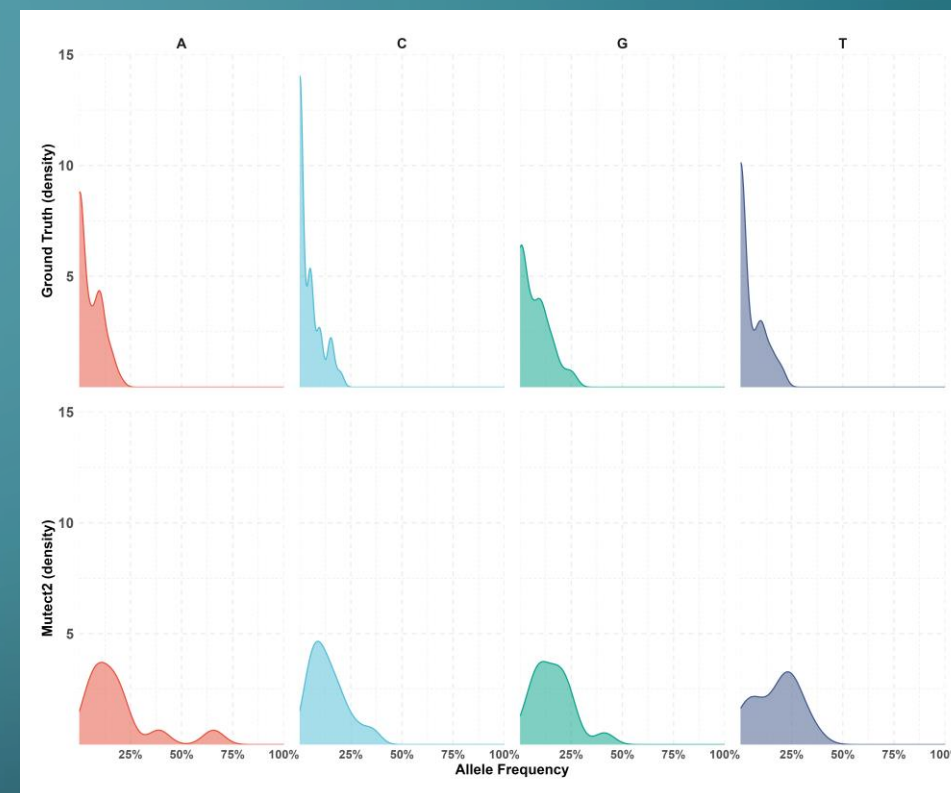 A C G T
15
10
5
Ground Truth (density)
15
10
5
Mutect2 (density)
25% 50% 75% 100% 25% 50% 75% 100% 25% 50% 75% 100% 25% 50% 75% 100%
Allele Frequency